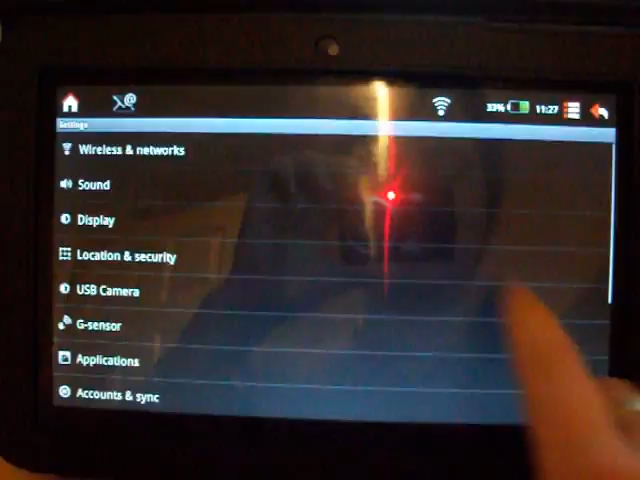 33% 11:27
Settings
Wireless & networks
Sound
Display
Location & security
USB Camera
G-sensor
Applications
Accounts & sync